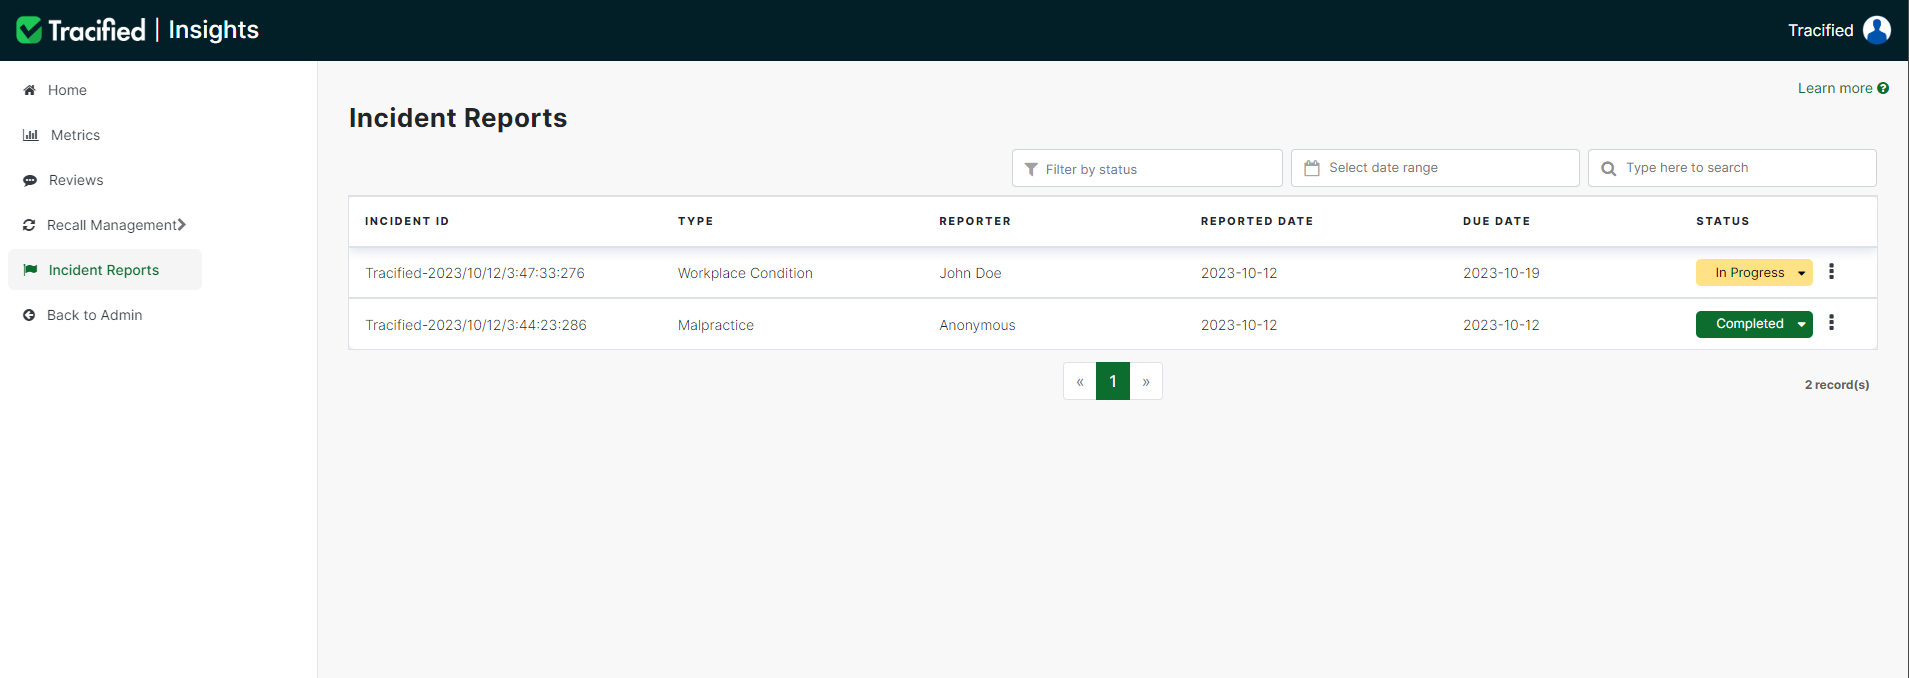 Tracified | Insights
Tracified
Home
Metrics
Reviews
Recall Management
Incident Reports
Back to Admin
Learn more
Incident Reports
Filter by status
Select date range
Type here to search
INCIDENT ID TYPE REPORTER REPORTED DATE DUE DATE STATUS
Tracified-2023/10/12/3:47:33:276 Workplace Condition John Doe 2023-10-12 2023-10-19 In Progress
Tracified-2023/10/12/3:44:23:286 Malpractice Anonymous 2023-10-12 2023-10-12 Completed
« 1 »
2 record(s)